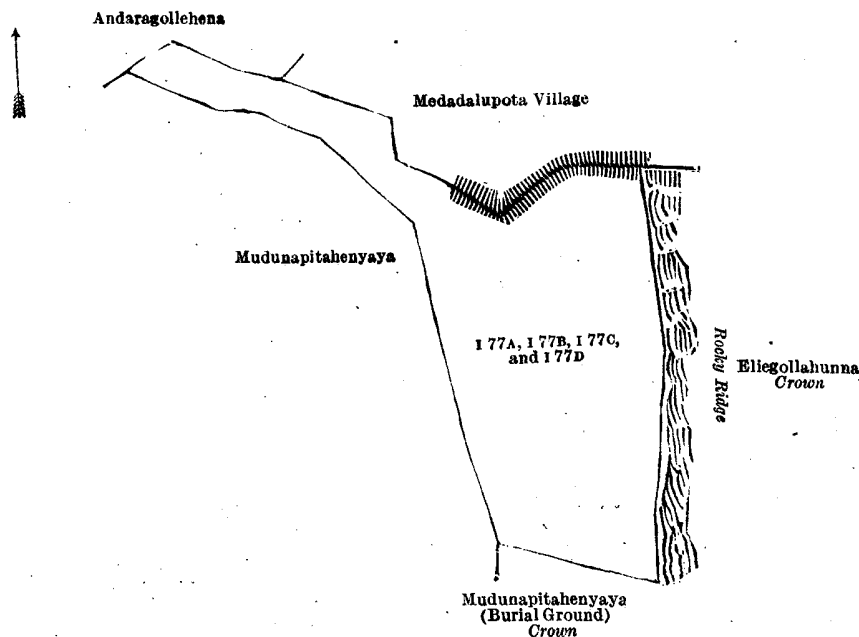 Andaragollehena
Medadalupota Village
Mudunapitahenyaya
I 77A, I 77B, I 77C,
and I 77D
Rocky Ridge
Eliegollahunna
Crown
Mudunapitahenyaya
(Burial Ground)
Crown